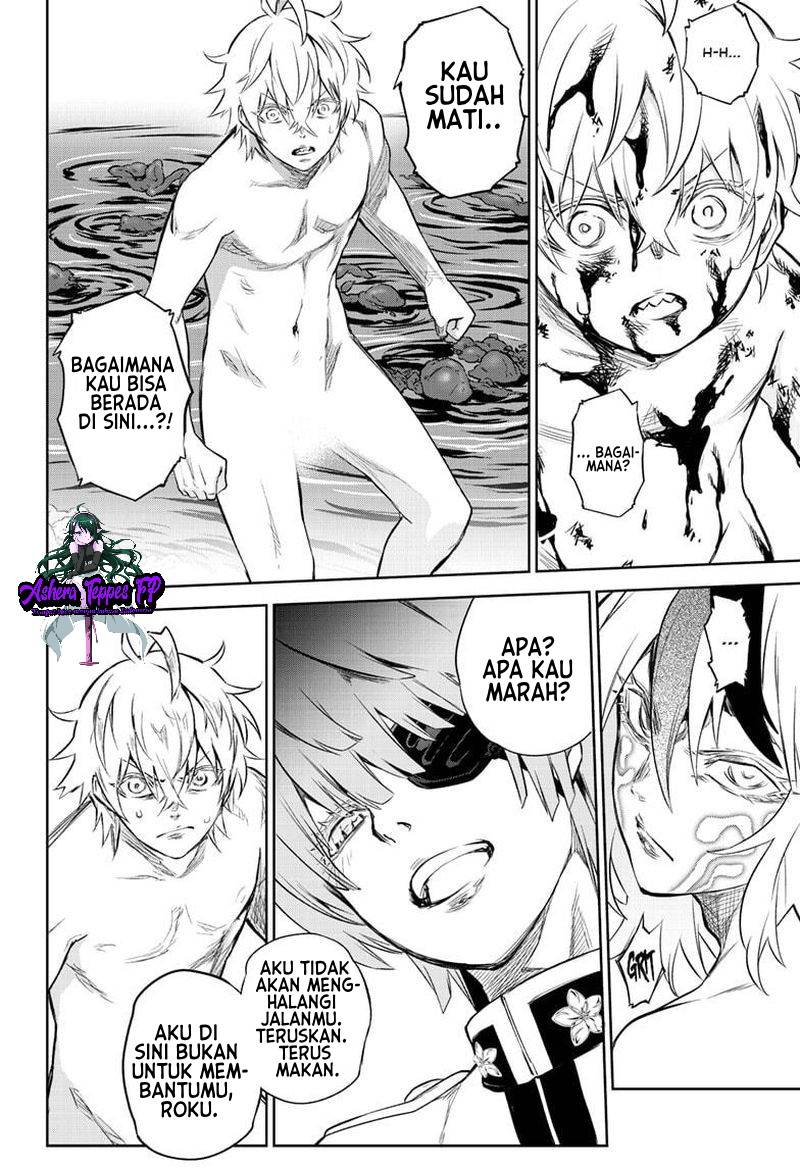 H-H...
... BAGAI-
MANA?
KAU
SUDAH
MATI..
BAGAIMANA
KAU BISA
BERADA
DI SINI...?!
...
GRIT
APA?
APA KAU
MARAH?
AKU TIDAK
AKAN MENG-
HALANGI
JALANMU.
TERUSKAN.
TERUS
MAKAN.
AKU DI
SINI BUKAN
UNTUK MEM-
BANTUMU,
ROKU.
Ashera Teppes FP